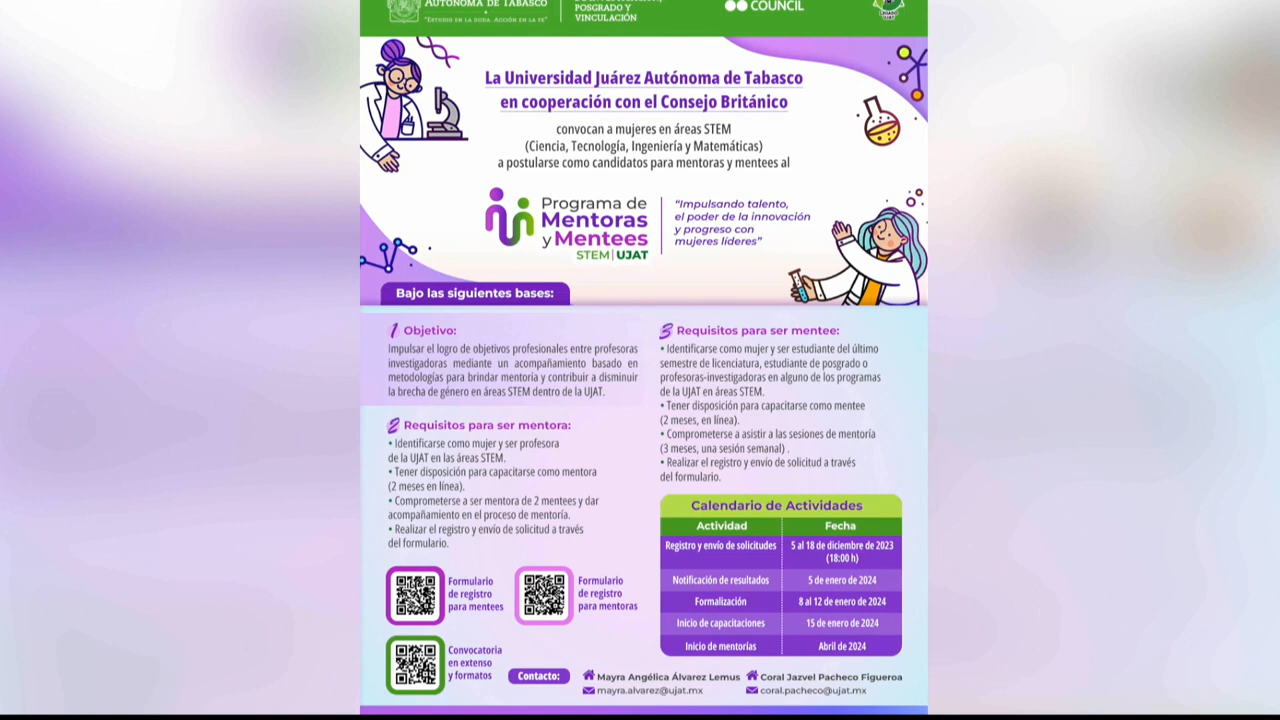 AUTÓNOMA DE TABASCO
"ESTUDIO EN LA DUDA. ACCIÓN EN LA FE"
POSGRADO Y
VINCULACIÓN
COUNCIL
La Universidad Juárez Autónoma de Tabasco
en cooperación con el Consejo Británico
convocan a mujeres en áreas STEM
(Ciencia, Tecnología, Ingeniería y Matemáticas)
a postularse como candidatos para mentoras y mentees al
Programa de
Mentoras
y Mentees
STEM | UJAT
"Impulsando talento,
el poder de la innovación
y progreso con
mujeres líderes"
Bajo las siguientes bases:
1 Objetivo:
Impulsar el logro de objetivos profesionales entre profesoras
investigadoras mediante un acompañamiento basado en
metodologías para brindar mentoría y contribuir a disminuir
la brecha de género en áreas STEM dentro de la UJAT.
2 Requisitos para ser mentora:
• Identificarse como mujer y ser profesora
de la UJAT en las áreas STEM.
• Tener disposición para capacitarse como mentora
(2 meses en línea).
• Comprometerse a ser mentora de 2 mentees y dar
acompañamiento en el proceso de mentoría.
• Realizar el registro y envío de solicitud a través
del formulario.
Formulario
de registro
para mentees
Formulario
de registro
para mentoras
Convocatoria
en extenso
y formatos
3 Requisitos para ser mentee:
• Identificarse como mujer y ser estudiante del último
semestre de licenciatura, estudiante de posgrado o
profesoras-investigadoras en alguno de los programas
de la UJAT en áreas STEM.
• Tener disposición para capacitarse como mentee
(2 meses, en línea).
• Comprometerse a asistir a las sesiones de mentoría
(3 meses, una sesión semanal) .
• Realizar el registro y envío de solicitud a través
del formulario.
Calendario de Actividades
Actividad Fecha
Registro y envío de solicitudes 5 al 18 de diciembre de 2023
(18:00 h)
Notificación de resultados 5 de enero de 2024
Formalización 8 al 12 de enero de 2024
Inicio de capacitaciones 15 de enero de 2024
Inicio de mentorías Abril de 2024
Contacto:
Mayra Angélica Álvarez Lemus
mayra.alvarez@ujat.mx
Coral Jazvel Pacheco Figueroa
coral.pacheco@ujat.mx